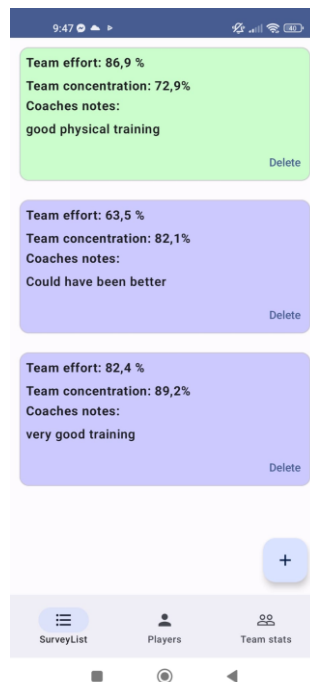 9:47
40
Team effort: 86,9 %
Team concentration: 72,9%
Coaches notes:
good physical training
Delete
Team effort: 63,5 %
Team concentration: 82,1%
Coaches notes:
Could have been better
Delete
Team effort: 82,4 %
Team concentration: 89,2%
Coaches notes:
very good training
Delete
+
SurveyList Players Team stats